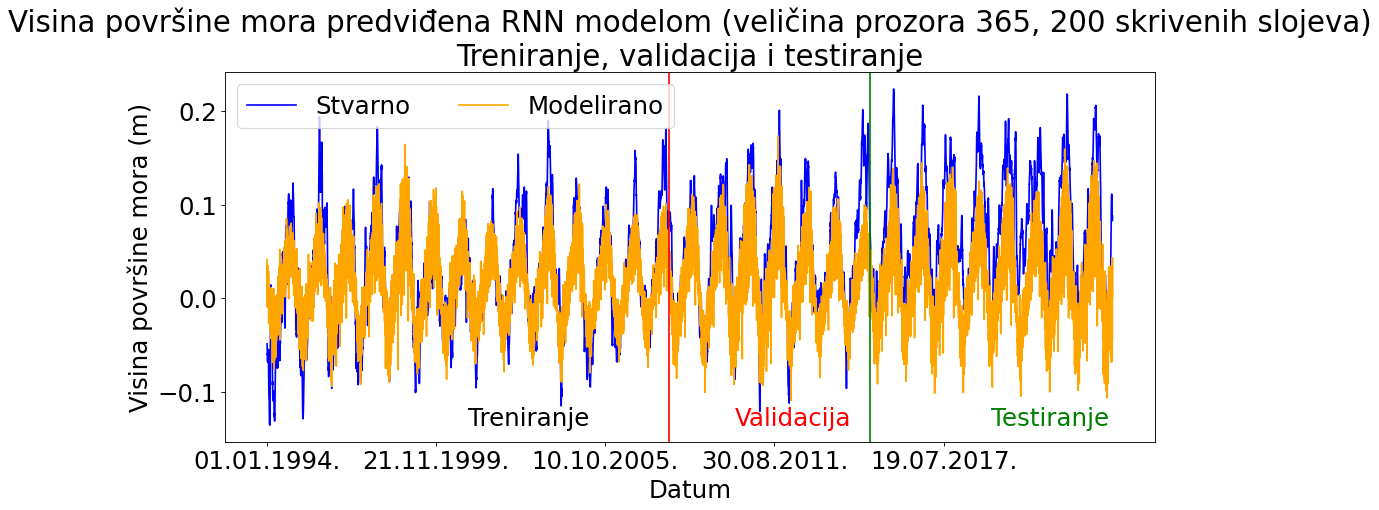 Visina površine mora predviđena RNN modelom (veličina prozora 365, 200 skrivenih slojeva)
Treniranje, validacija i testiranje
Stvarno
Modelirano
Visina površine mora (m)
0.2
0.1
0.0
−0.1
Treniranje
Validacija
Testiranje
01.01.1994.
21.11.1999.
10.10.2005.
30.08.2011.
19.07.2017.
Datum